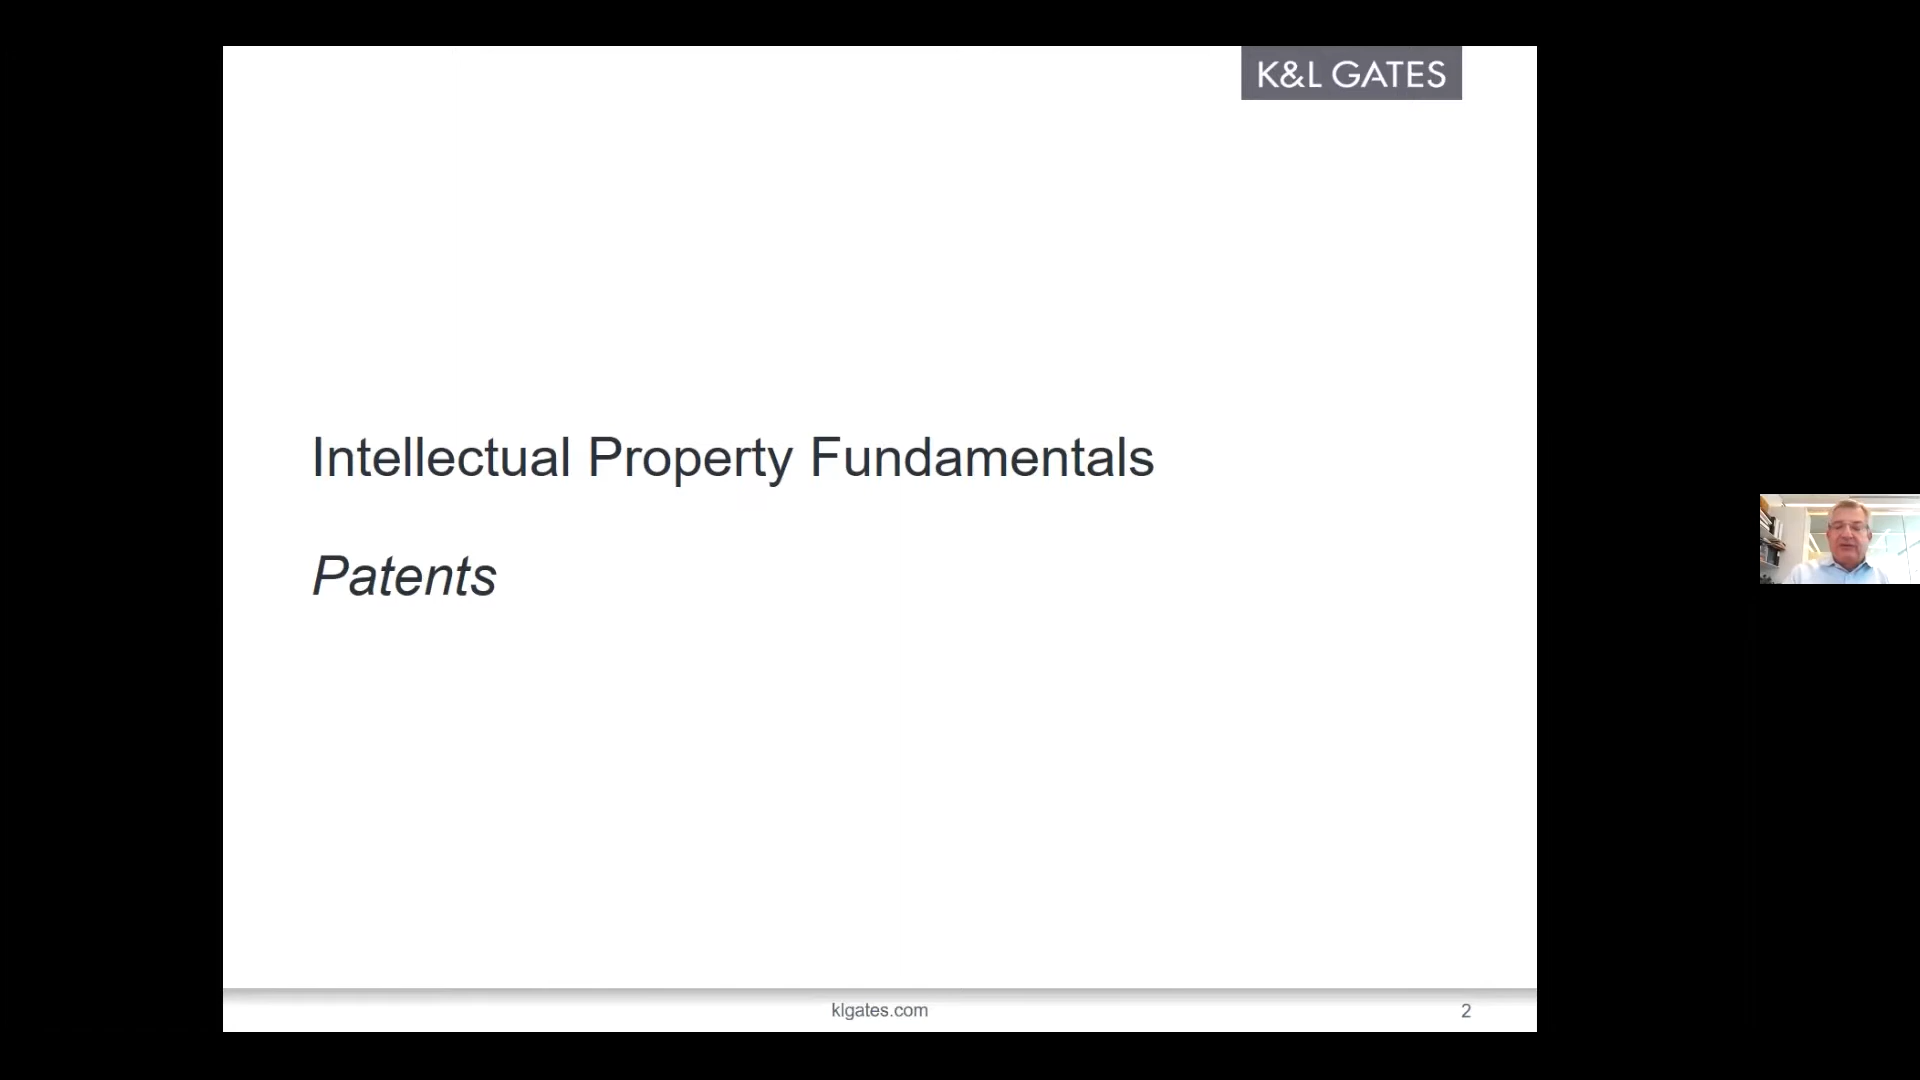 K&L GATES
Intellectual Property Fundamentals
Patents
klgates.com
2